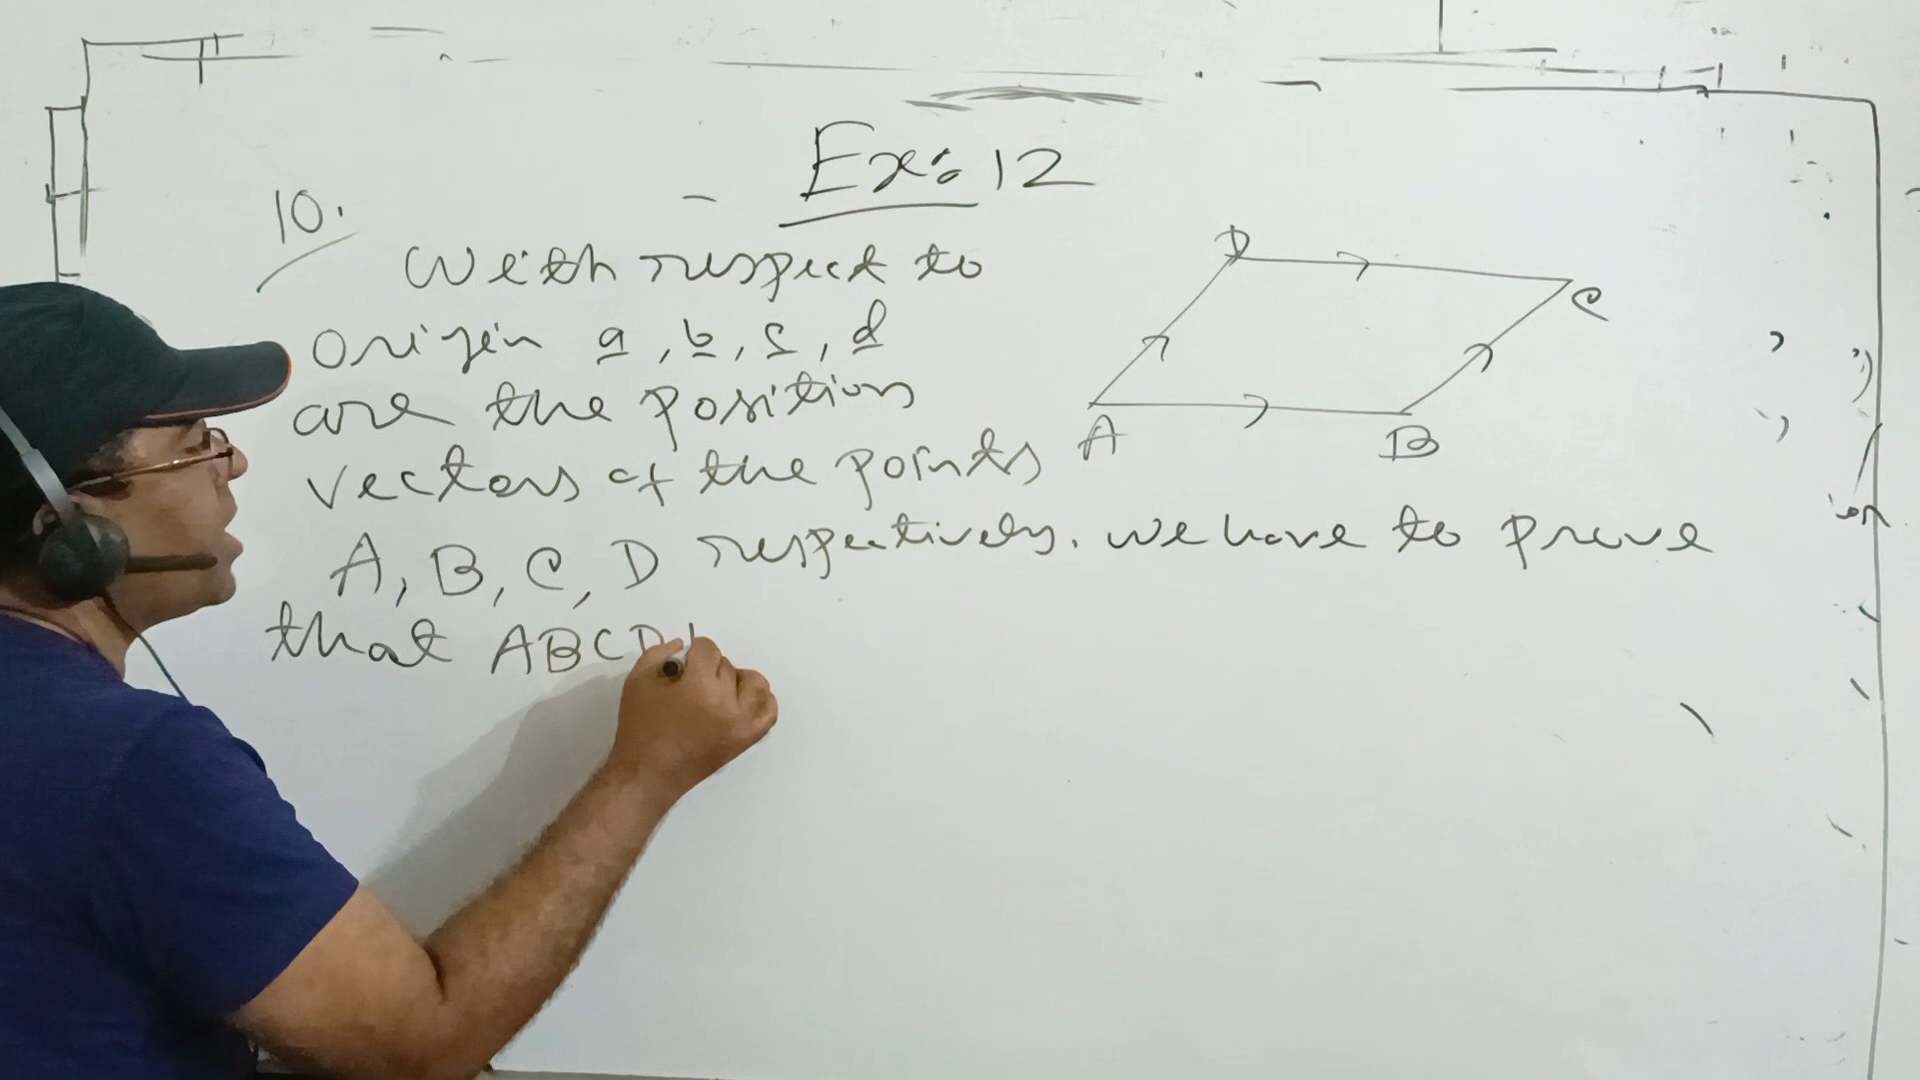 Ex: 12
10.
With respect to
origin a, b, c, d
are the position
vectors of the points
A, B, C, D respectively. we have to prove
that ABCD
D
C
A
B